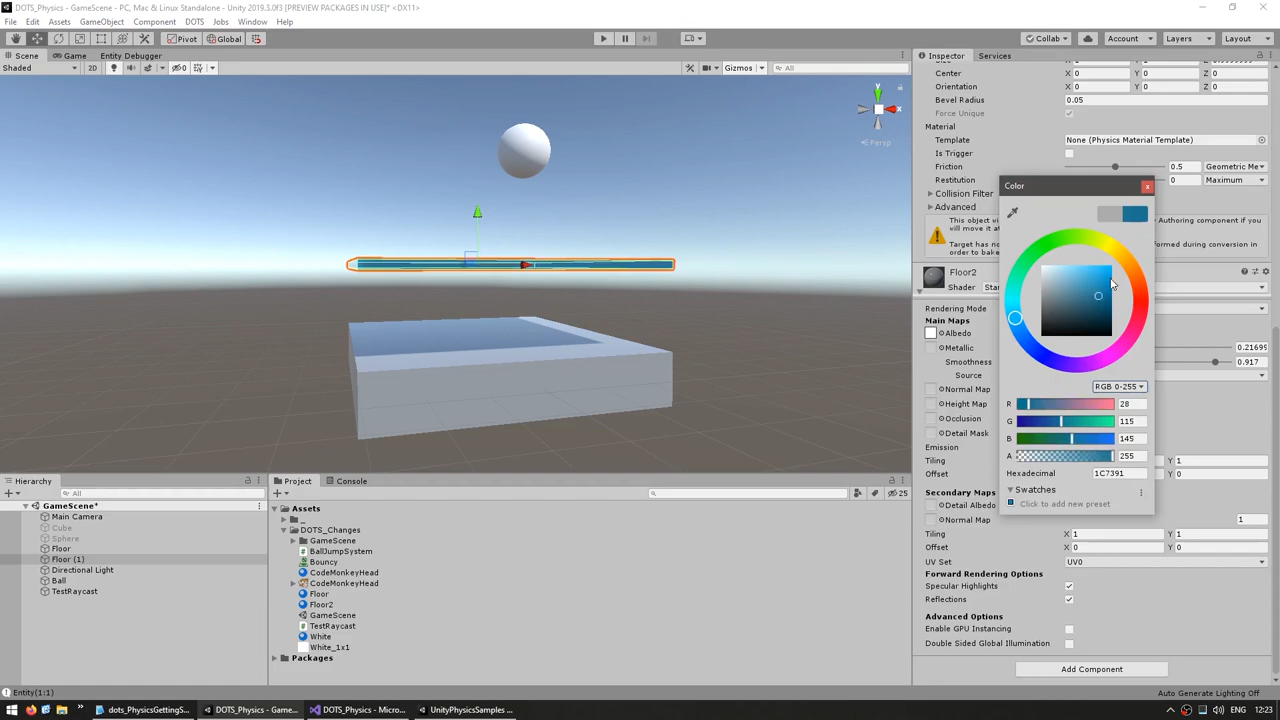 DOTS_Physics - GameScene - PC, Mac & Linux Standalone - Unity 2019.3.0f3 [PREVIEW PACKAGES IN USE]* <DX11>
File Edit Assets GameObject Component DOTS Jobs Window Help
Pivot Global Collab Account Layers Layout
Scene Game Entity Debugger
Shaded 2D 0 Gizmos All
y
x
Persp
Inspector Services
Center X 0 Y 0 Z 0
Orientation X 0 Y 0 Z 0
Bevel Radius 0.05
Force Unique
Material
Template None (Physics Material Template)
Is Trigger
Friction 0.5 Geometric Me
Restitution 0 Maximum
Collision Filter
Advanced
This object Authoring component if you
will move it at
Target has no formed during conversion in
order to bake
Floor2
Shader Star
Rendering Mode
Main Maps
Albedo
Metallic 0.21699
Smoothness 0.917
Source
Normal Map
Height Map
Occlusion
Detail Mask
Emission
Tiling Y 1
Offset Y 0
Secondary Maps
Detail Albedo
Normal Map 1
Tiling X 1 Y 1
Offset X 0 Y 0
UV Set UV0
Forward Rendering Options
Specular Highlights
Reflections
Advanced Options
Enable GPU Instancing
Double Sided Global Illumination
Add Component
Color
RGB 0-255
R 28
G 115
B 145
A 255
Hexadecimal 1C7391
Swatches
Click to add new preset
Hierarchy
All
GameScene*
Main Camera
Cube
Sphere
Floor
Floor (1)
Directional Light
Ball
TestRaycast
Project Console
25
Assets
_
DOTS_Changes
GameScene
BallJumpSystem
Bouncy
CodeMonkeyHead
CodeMonkeyHead
Floor
Floor2
GameScene
TestRaycast
White
White_1x1
Packages
Entity(1:1)
Auto Generate Lighting Off
dots_PhysicsGettingS... DOTS_Physics - Game... DOTS_Physics - Micro... UnityPhysicsSamples ... ENG 12:23